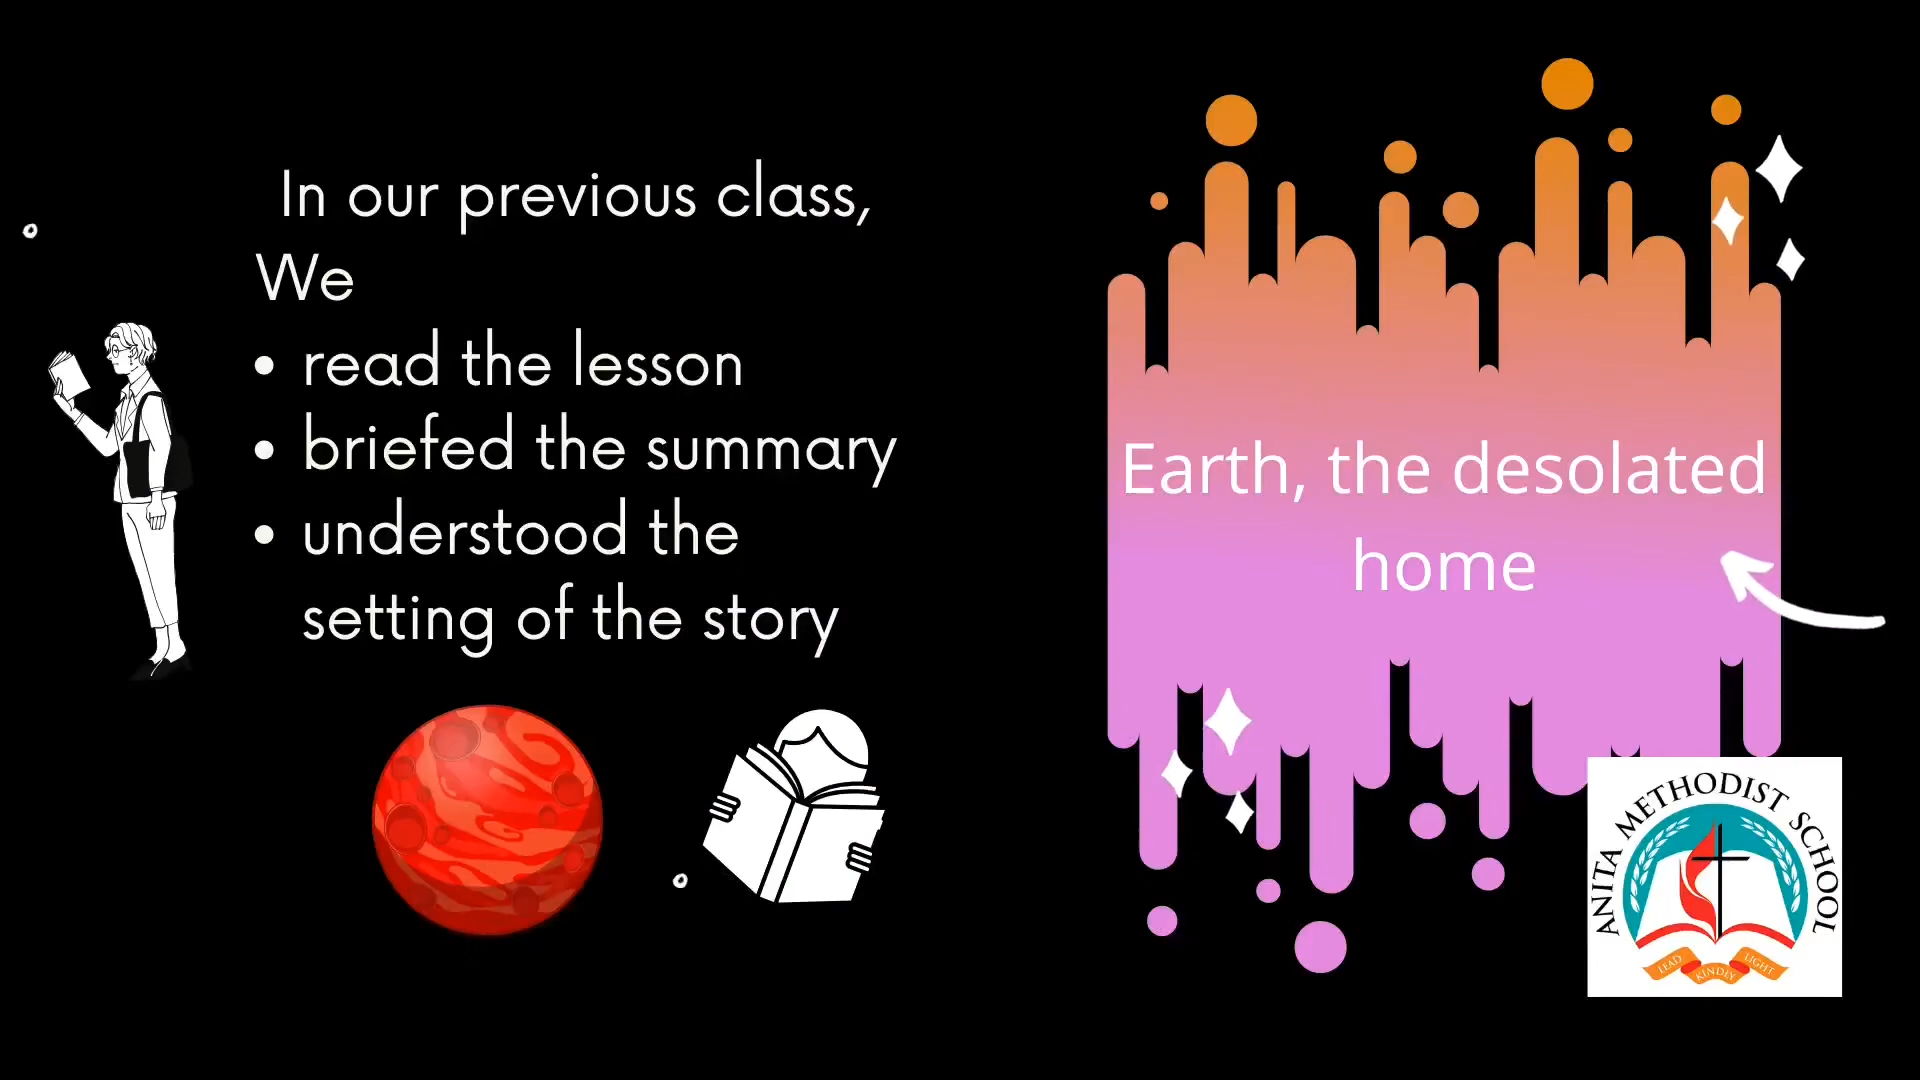 In our previous class,
We
• read the lesson
• briefed the summary
• understood the
setting of the story
Earth, the desolated
home
ANITA METHODIST SCHOOL
LEAD KINDLY LIGHT